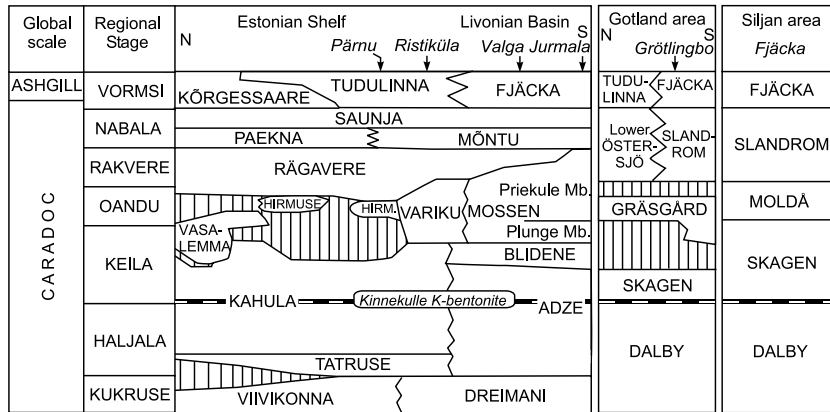 Global scale
Regional Stage
Estonian Shelf
Livonian Basin
N
S
Pärnu
Ristiküla
Valga
Jurmala
Gotland area
N
S
Grötlingbo
Siljan area
Fjäcka
ASHGILL
CARADOC
VORMSI
NABALA
RAKVERE
OANDU
KEILA
HALJALA
KUKRUSE
KÕRGESSAARE
TUDULINNA
FJÄCKA
SAUNJA
PAEKNA
MÕNTU
RÄGAVERE
HIRMUSE
HIRM.
VARIKU
MOSSEN
Priekule Mb.
Plunge Mb.
VASA-
LEMMA
BLIDENE
KAHULA
Kinnekulle K-bentonite
ADZE
TATRUSE
VIIVIKONNA
DREIMANI
TUDU-
LINNA
FJÄCKA
Lower
ÖSTER-
SJÖ
SLAND-
ROM
GRÄSGÅRD
SKAGEN
DALBY
FJÄCKA
SLANDROM
MOLDÅ
SKAGEN
DALBY